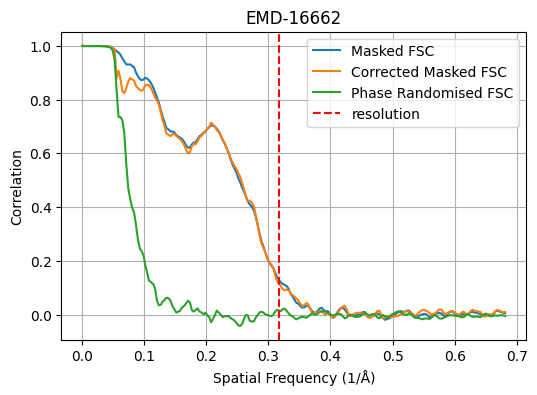 EMD-16662
Masked FSC
Corrected Masked FSC
Phase Randomised FSC
resolution
Correlation
1.0
0.8
0.6
0.4
0.2
0.0
0.0 0.1 0.2 0.3 0.4 0.5 0.6 0.7
Spatial Frequency (1/Å)